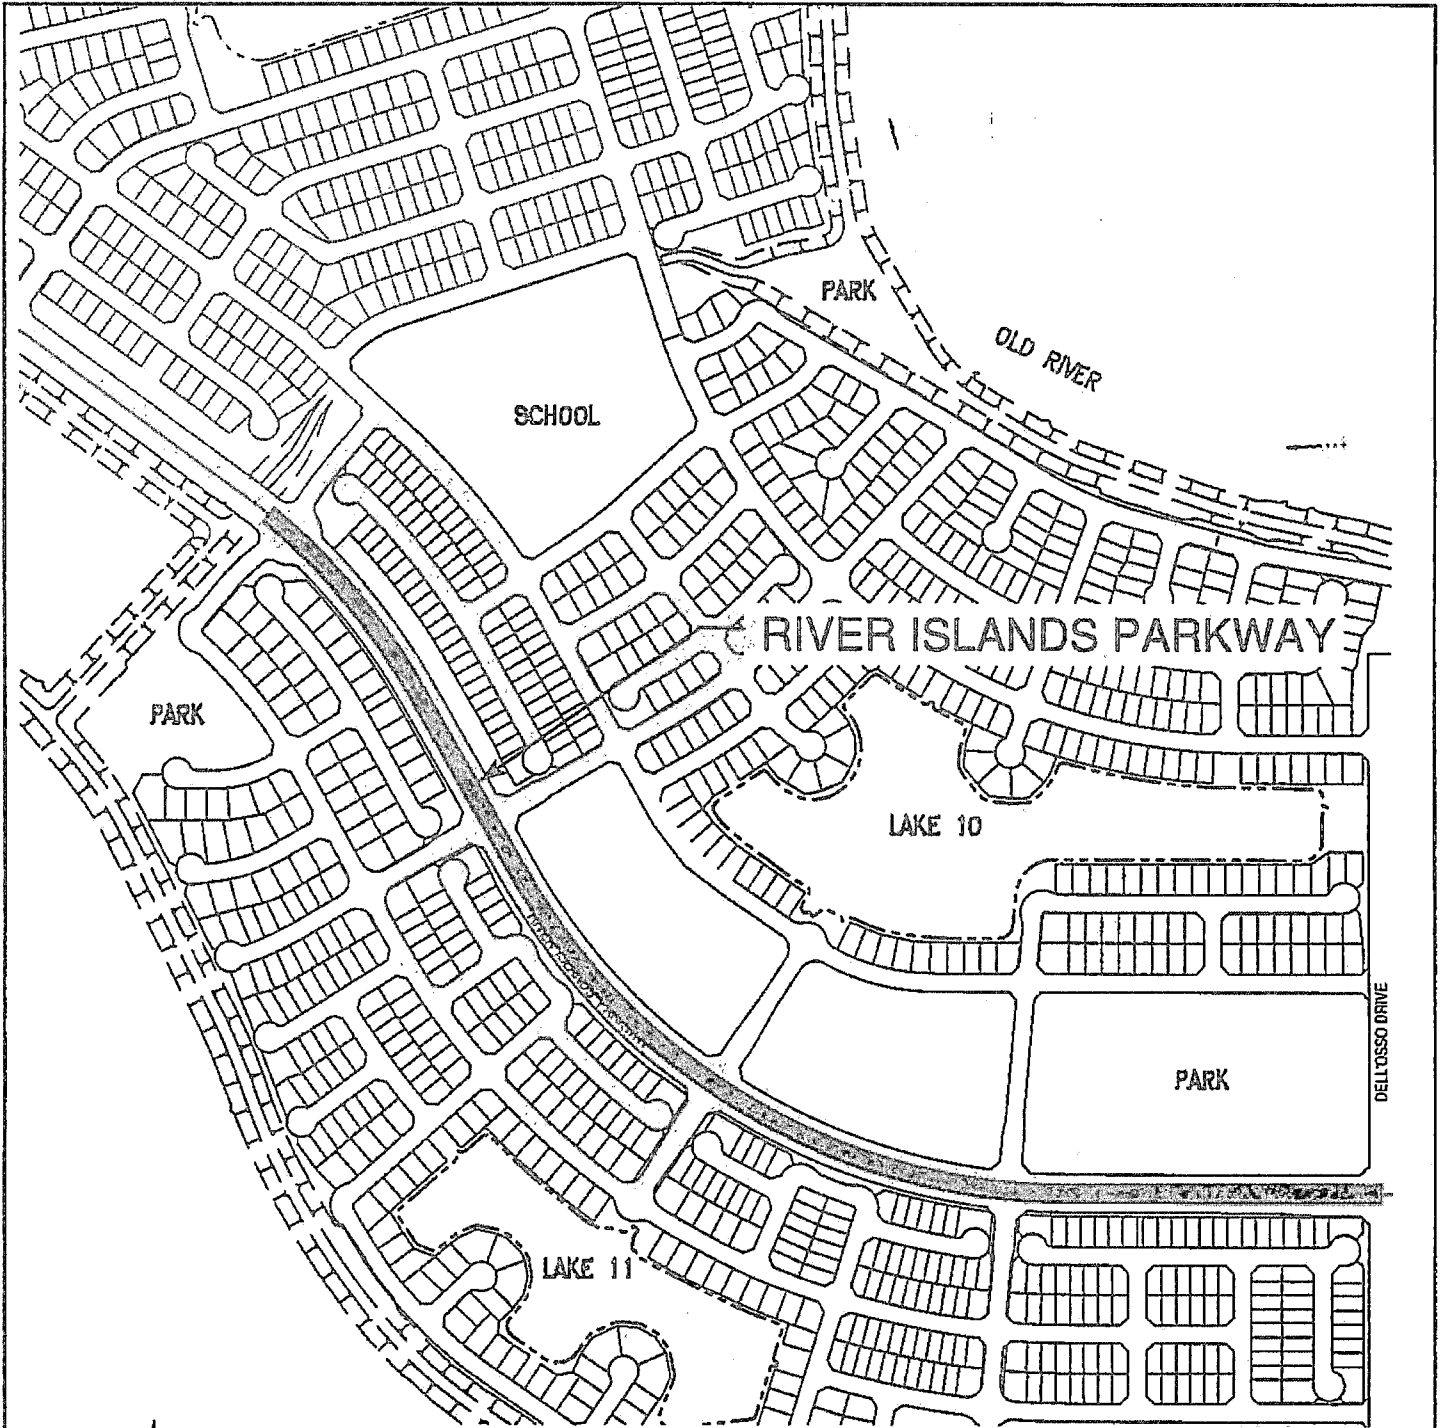 PARK
OLD RIVER
SCHOOL
RIVER ISLANDS PARKWAY
PARK
LAKE 10
DELL'OSSO DRIVE
PARK
LAKE 11